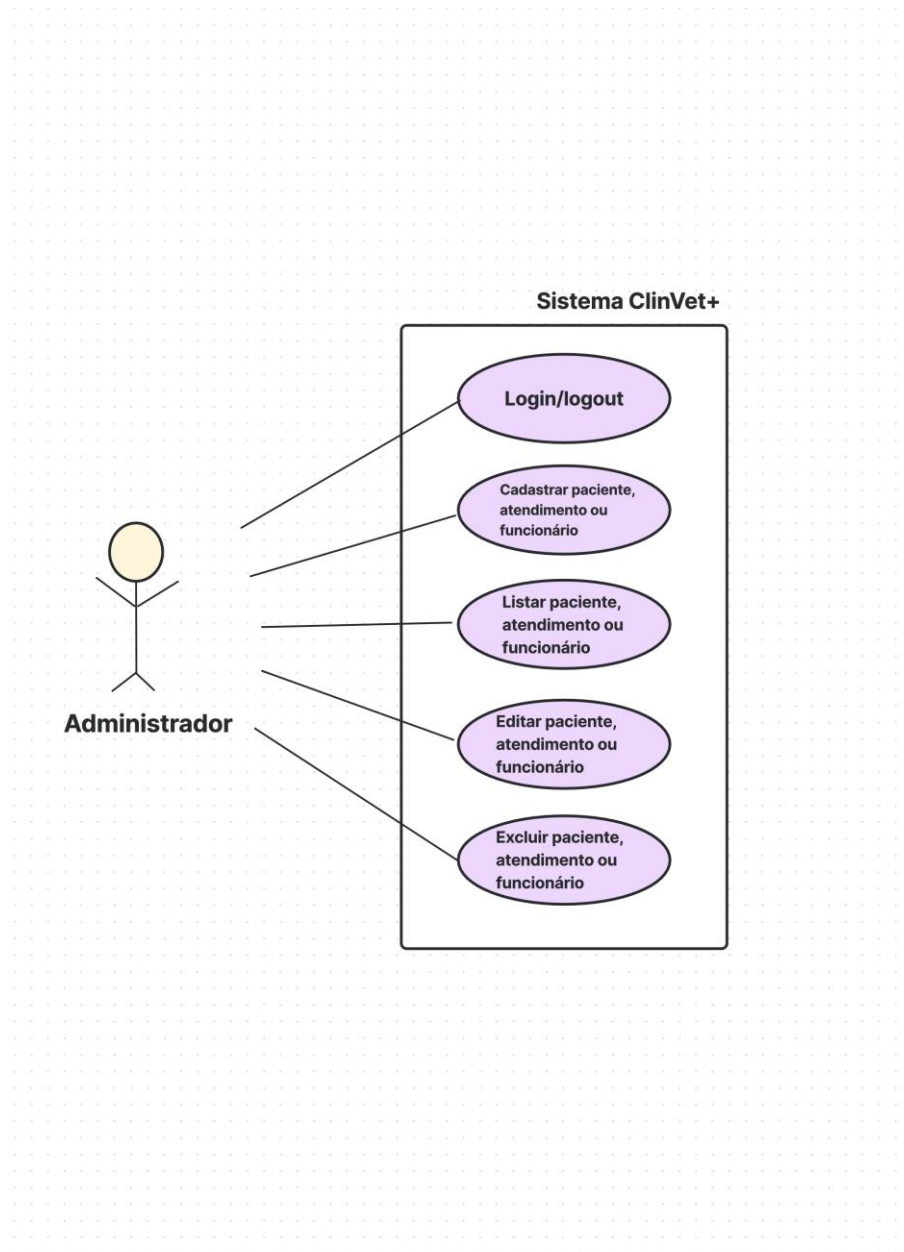 Sistema ClinVet+
Login/logout
Cadastrar paciente,
atendimento ou
funcionário
Listar paciente,
atendimento ou
funcionário
Editar paciente,
atendimento ou
funcionário
Excluir paciente,
atendimento ou
funcionário
Administrador